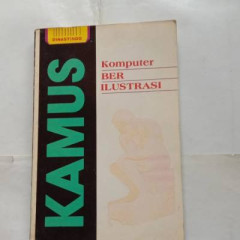 KAMUS
Komputer
BER
ILUSTRASI